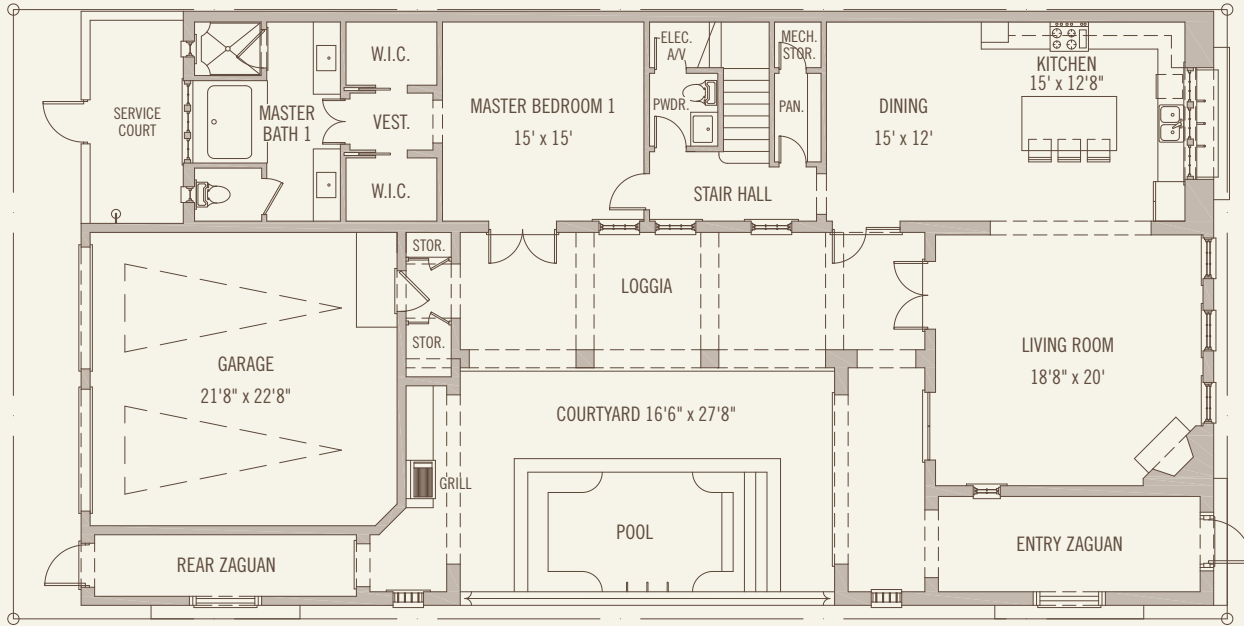 SERVICE
COURT
MASTER
BATH 1
W.I.C.
VEST.
W.I.C.
MASTER BEDROOM 1
15' x 15'
ELEC.
A/V
PWDR.
MECH.
STOR.
PAN.
STAIR HALL
DINING
15' x 12'
KITCHEN
15' x 12'8"
GARAGE
21'8" x 22'8"
STOR.
STOR.
LOGGIA
LIVING ROOM
18'8" x 20'
COURTYARD 16'6" x 27'8"
GRILL
POOL
REAR ZAGUAN
ENTRY ZAGUAN